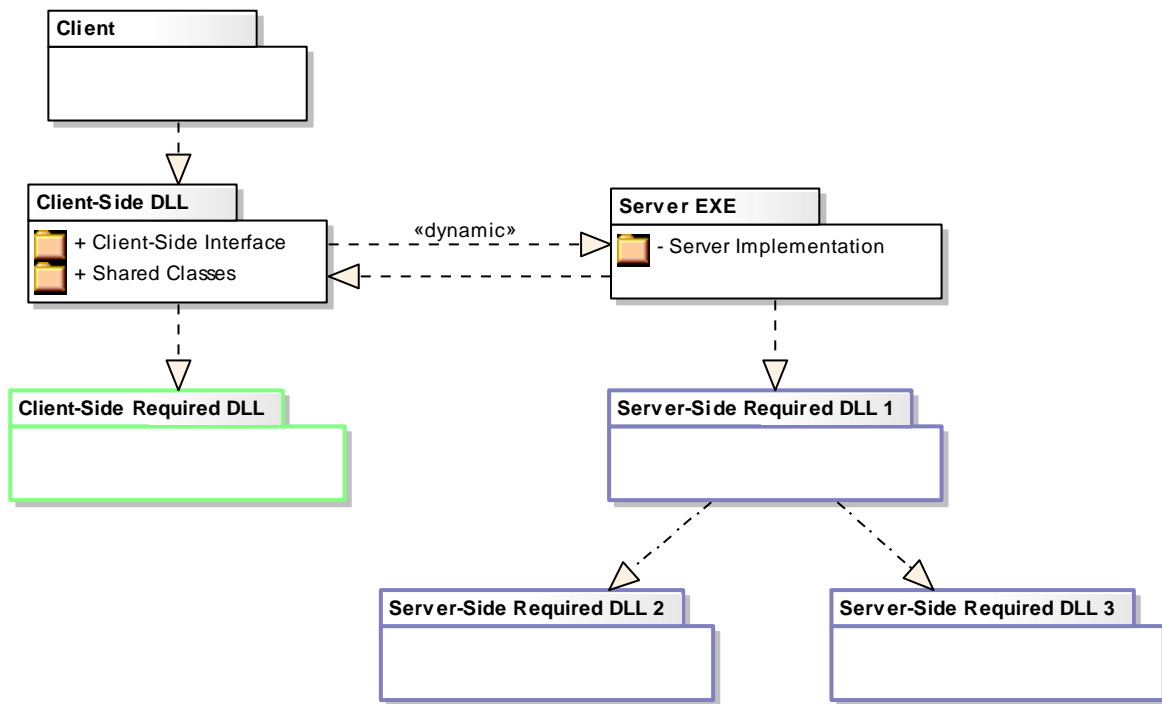 Client
Client-Side DLL
+ Client-Side Interface
+ Shared Classes
«dynamic»
Server EXE
- Server Implementation
Client-Side Required DLL
Server-Side Required DLL 1
Server-Side Required DLL 2
Server-Side Required DLL 3